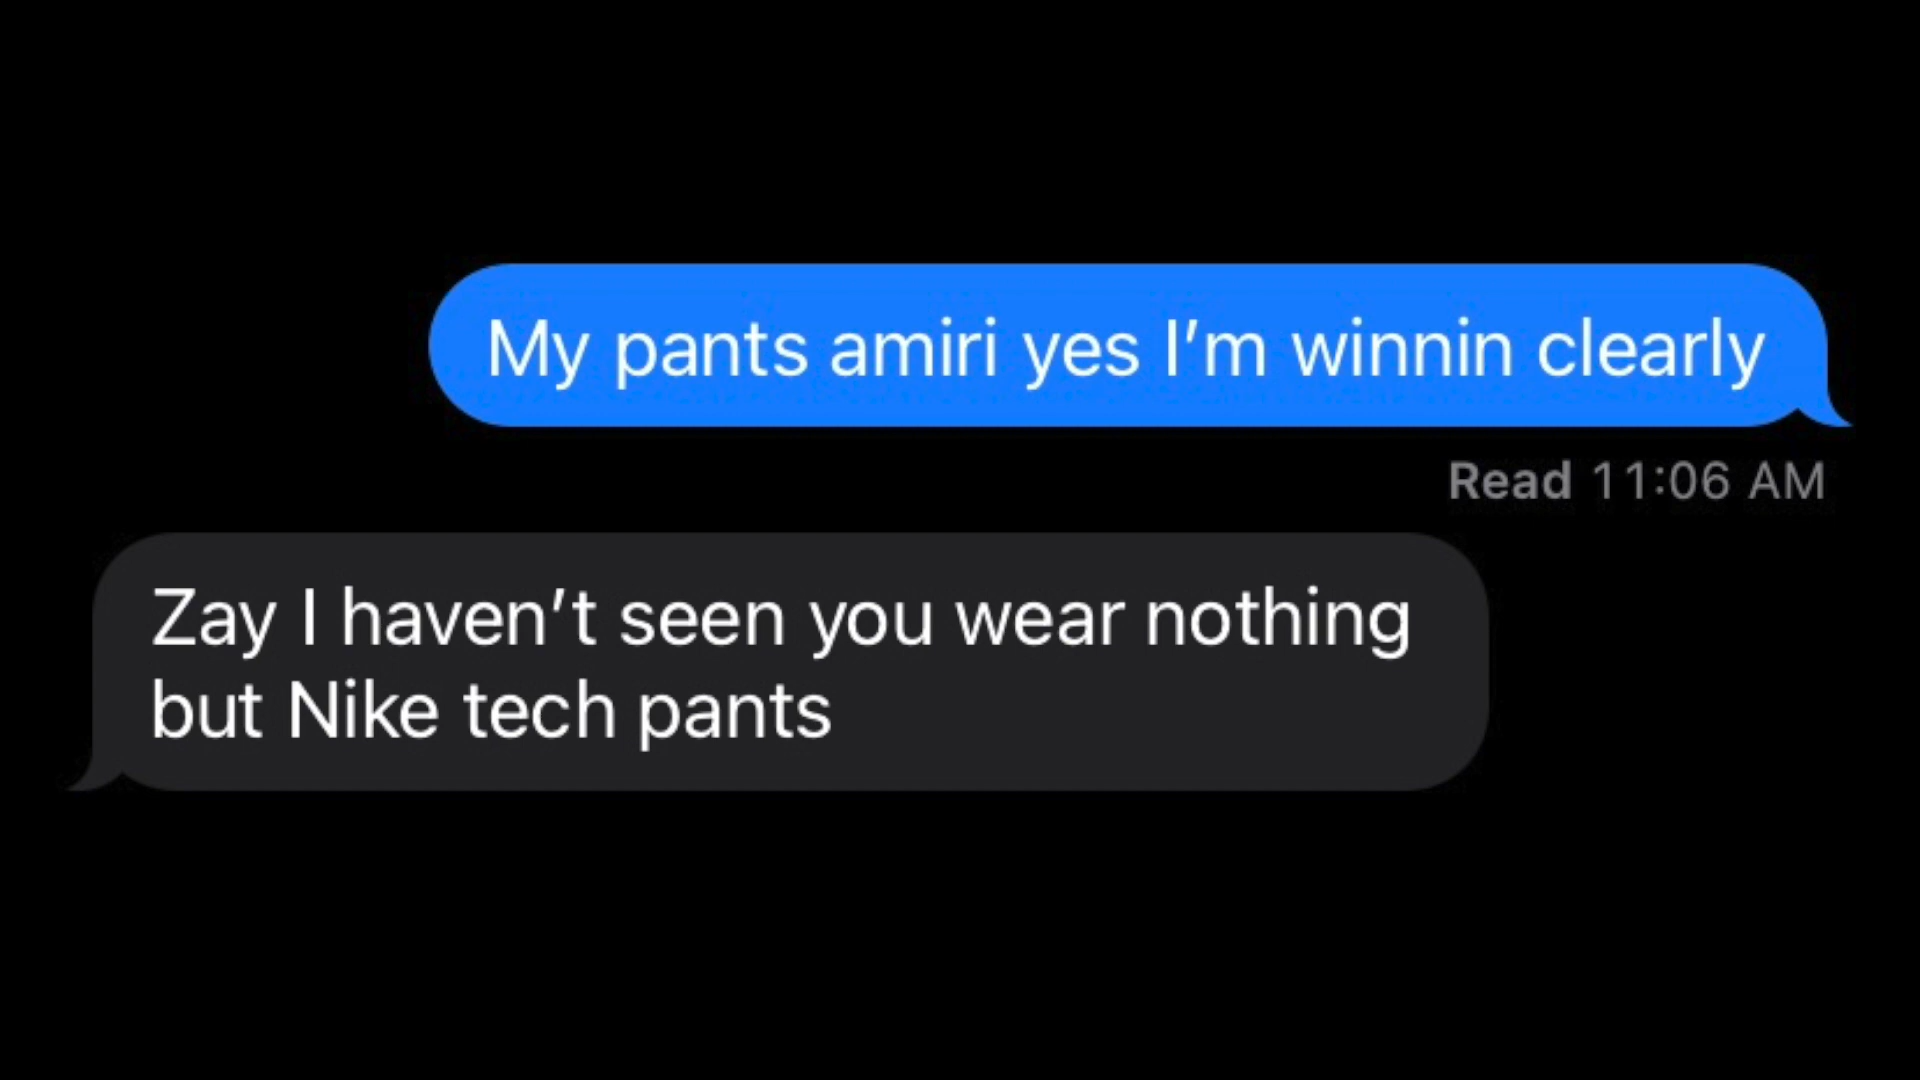 My pants amiri yes I’m winnin clearly
Read 11:06 AM
Zay I haven’t seen you wear nothing
but Nike tech pants